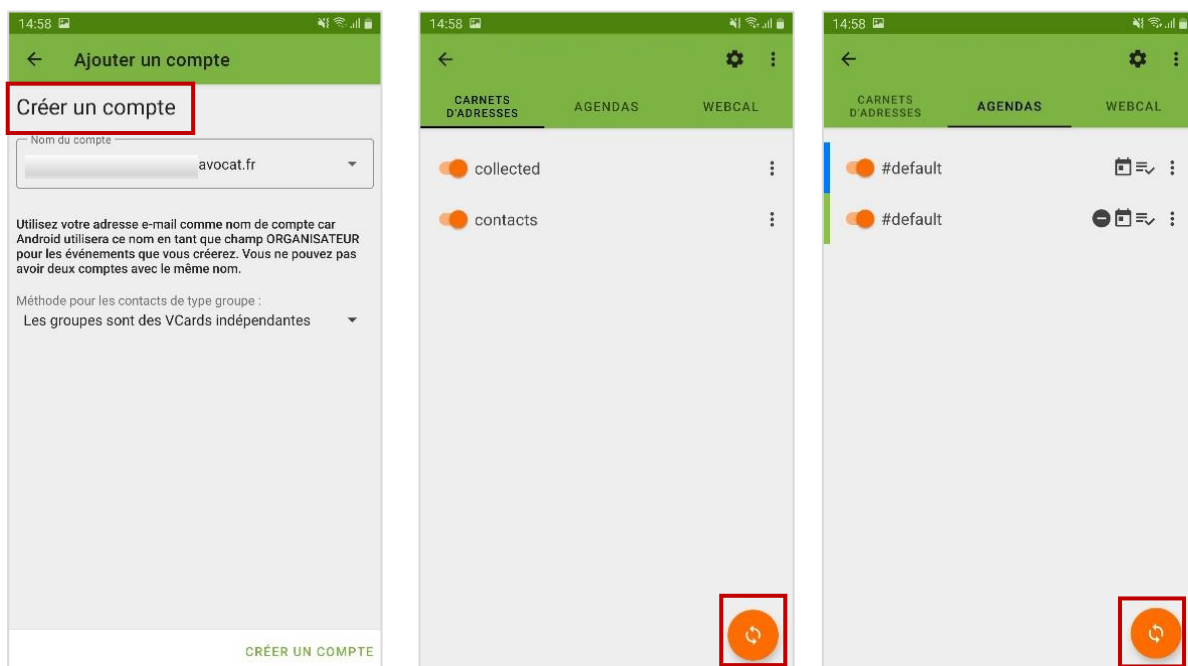 14:58
Ajouter un compte
Créer un compte
Nom du compte
avocat.fr
Utilisez votre adresse e-mail comme nom de compte car
Android utilisera ce nom en tant que champ ORGANISATEUR
pour les événements que vous créerez. Vous ne pouvez pas
avoir deux comptes avec le même nom.
Méthode pour les contacts de type groupe :
Les groupes sont des VCards indépendantes
CRÉER UN COMPTE
14:58
CARNETS
D'ADRESSES
AGENDAS
WEBCAL
collected
contacts
14:58
CARNETS
D'ADRESSES
AGENDAS
WEBCAL
#default
#default